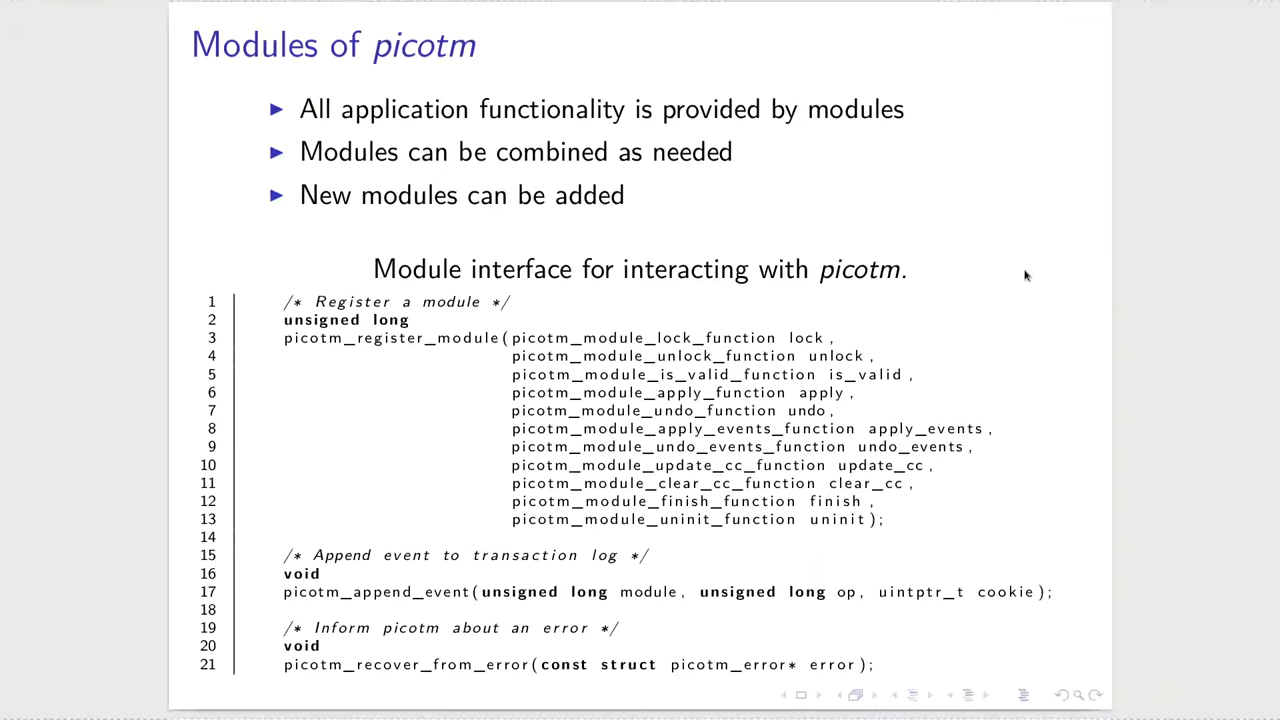 Modules of picotm
All application functionality is provided by modules
Modules can be combined as needed
New modules can be added
Module interface for interacting with picotm.
1 /* Register a module */
2 unsigned long
3 picotm_register_module(picotm_module_lock_function lock,
4 picotm_module_unlock_function unlock,
5 picotm_module_is_valid_function is_valid,
6 picotm_module_apply_function apply,
7 picotm_module_undo_function undo,
8 picotm_module_apply_events_function apply_events,
9 picotm_module_undo_events_function undo_events,
10 picotm_module_update_cc_function update_cc,
11 picotm_module_clear_cc_function clear_cc,
12 picotm_module_finish_function finish,
13 picotm_module_uninit_function uninit);
14
15 /* Append event to transaction log */
16 void
17 picotm_append_event(unsigned long module, unsigned long op, uintptr_t cookie);
18
19 /* Inform picotm about an error */
20 void
21 picotm_recover_from_error(const struct picotm_error* error);